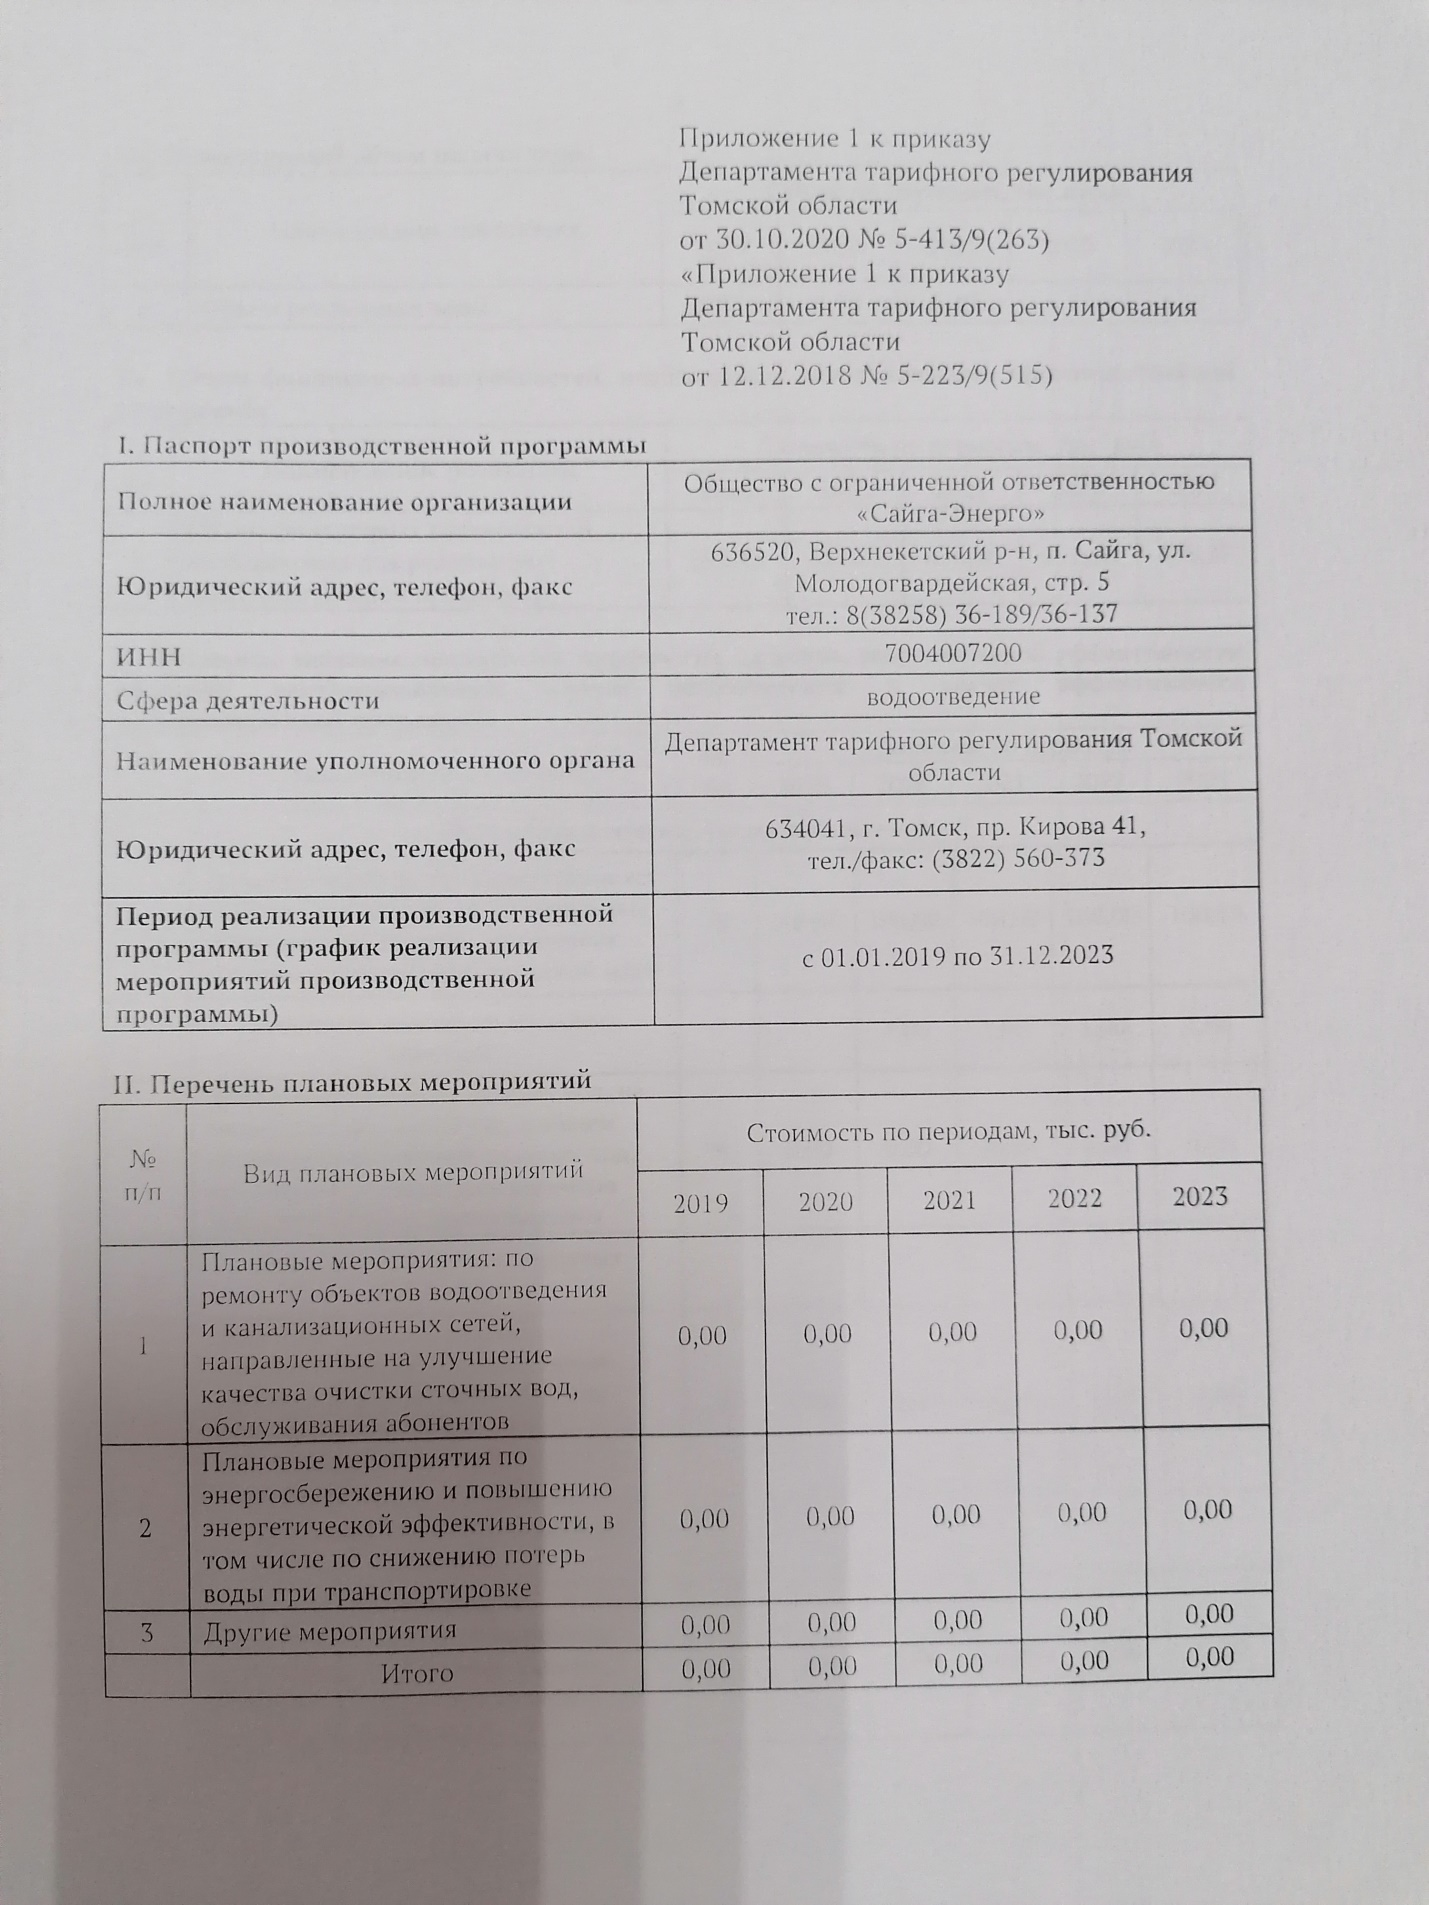 Приложение 1 к приказу
Департамента тарифного регулирования
Томской области
от 30.10.2020 № 5-413/9(263)
«Приложение 1 к приказу
Департамента тарифного регулирования
Томской области
от 12.12.2018 № 5-223/9(515)
I. Паспорт производственной программы
Полное наименование организации
Общество с ограниченной ответственностью
«Сайга-Энерго»
Юридический адрес, телефон, факс
636520, Верхнекетский р-н, п. Сайга, ул.
Молодогвардейская, стр. 5
тел.: 8(38258) 36-189/36-137
ИНН
7004007200
Сфера деятельности
водоотведение
Наименование уполномоченного органа
Департамент тарифного регулирования Томской
области
Юридический адрес, телефон, факс
634041, г. Томск, пр. Кирова 41,
тел./факс: (3822) 560-373
Период реализации производственной
программы (график реализации
мероприятий производственной
программы)
с 01.01.2019 по 31.12.2023
II. Перечень плановых мероприятий
№
п/п
Вид плановых мероприятий
Стоимость по периодам, тыс. руб.
2019 2020 2021 2022 2023
1
Плановые мероприятия: по
ремонту объектов водоотведения
и канализационных сетей,
направленные на улучшение
качества очистки сточных вод,
обслуживания абонентов
0,00 0,00 0,00 0,00 0,00
2
Плановые мероприятия по
энергосбережению и повышению
энергетической эффективности, в
том числе по снижению потерь
воды при транспортировке
0,00 0,00 0,00 0,00 0,00
3 Другие мероприятия 0,00 0,00 0,00 0,00 0,00
Итого 0,00 0,00 0,00 0,00 0,00